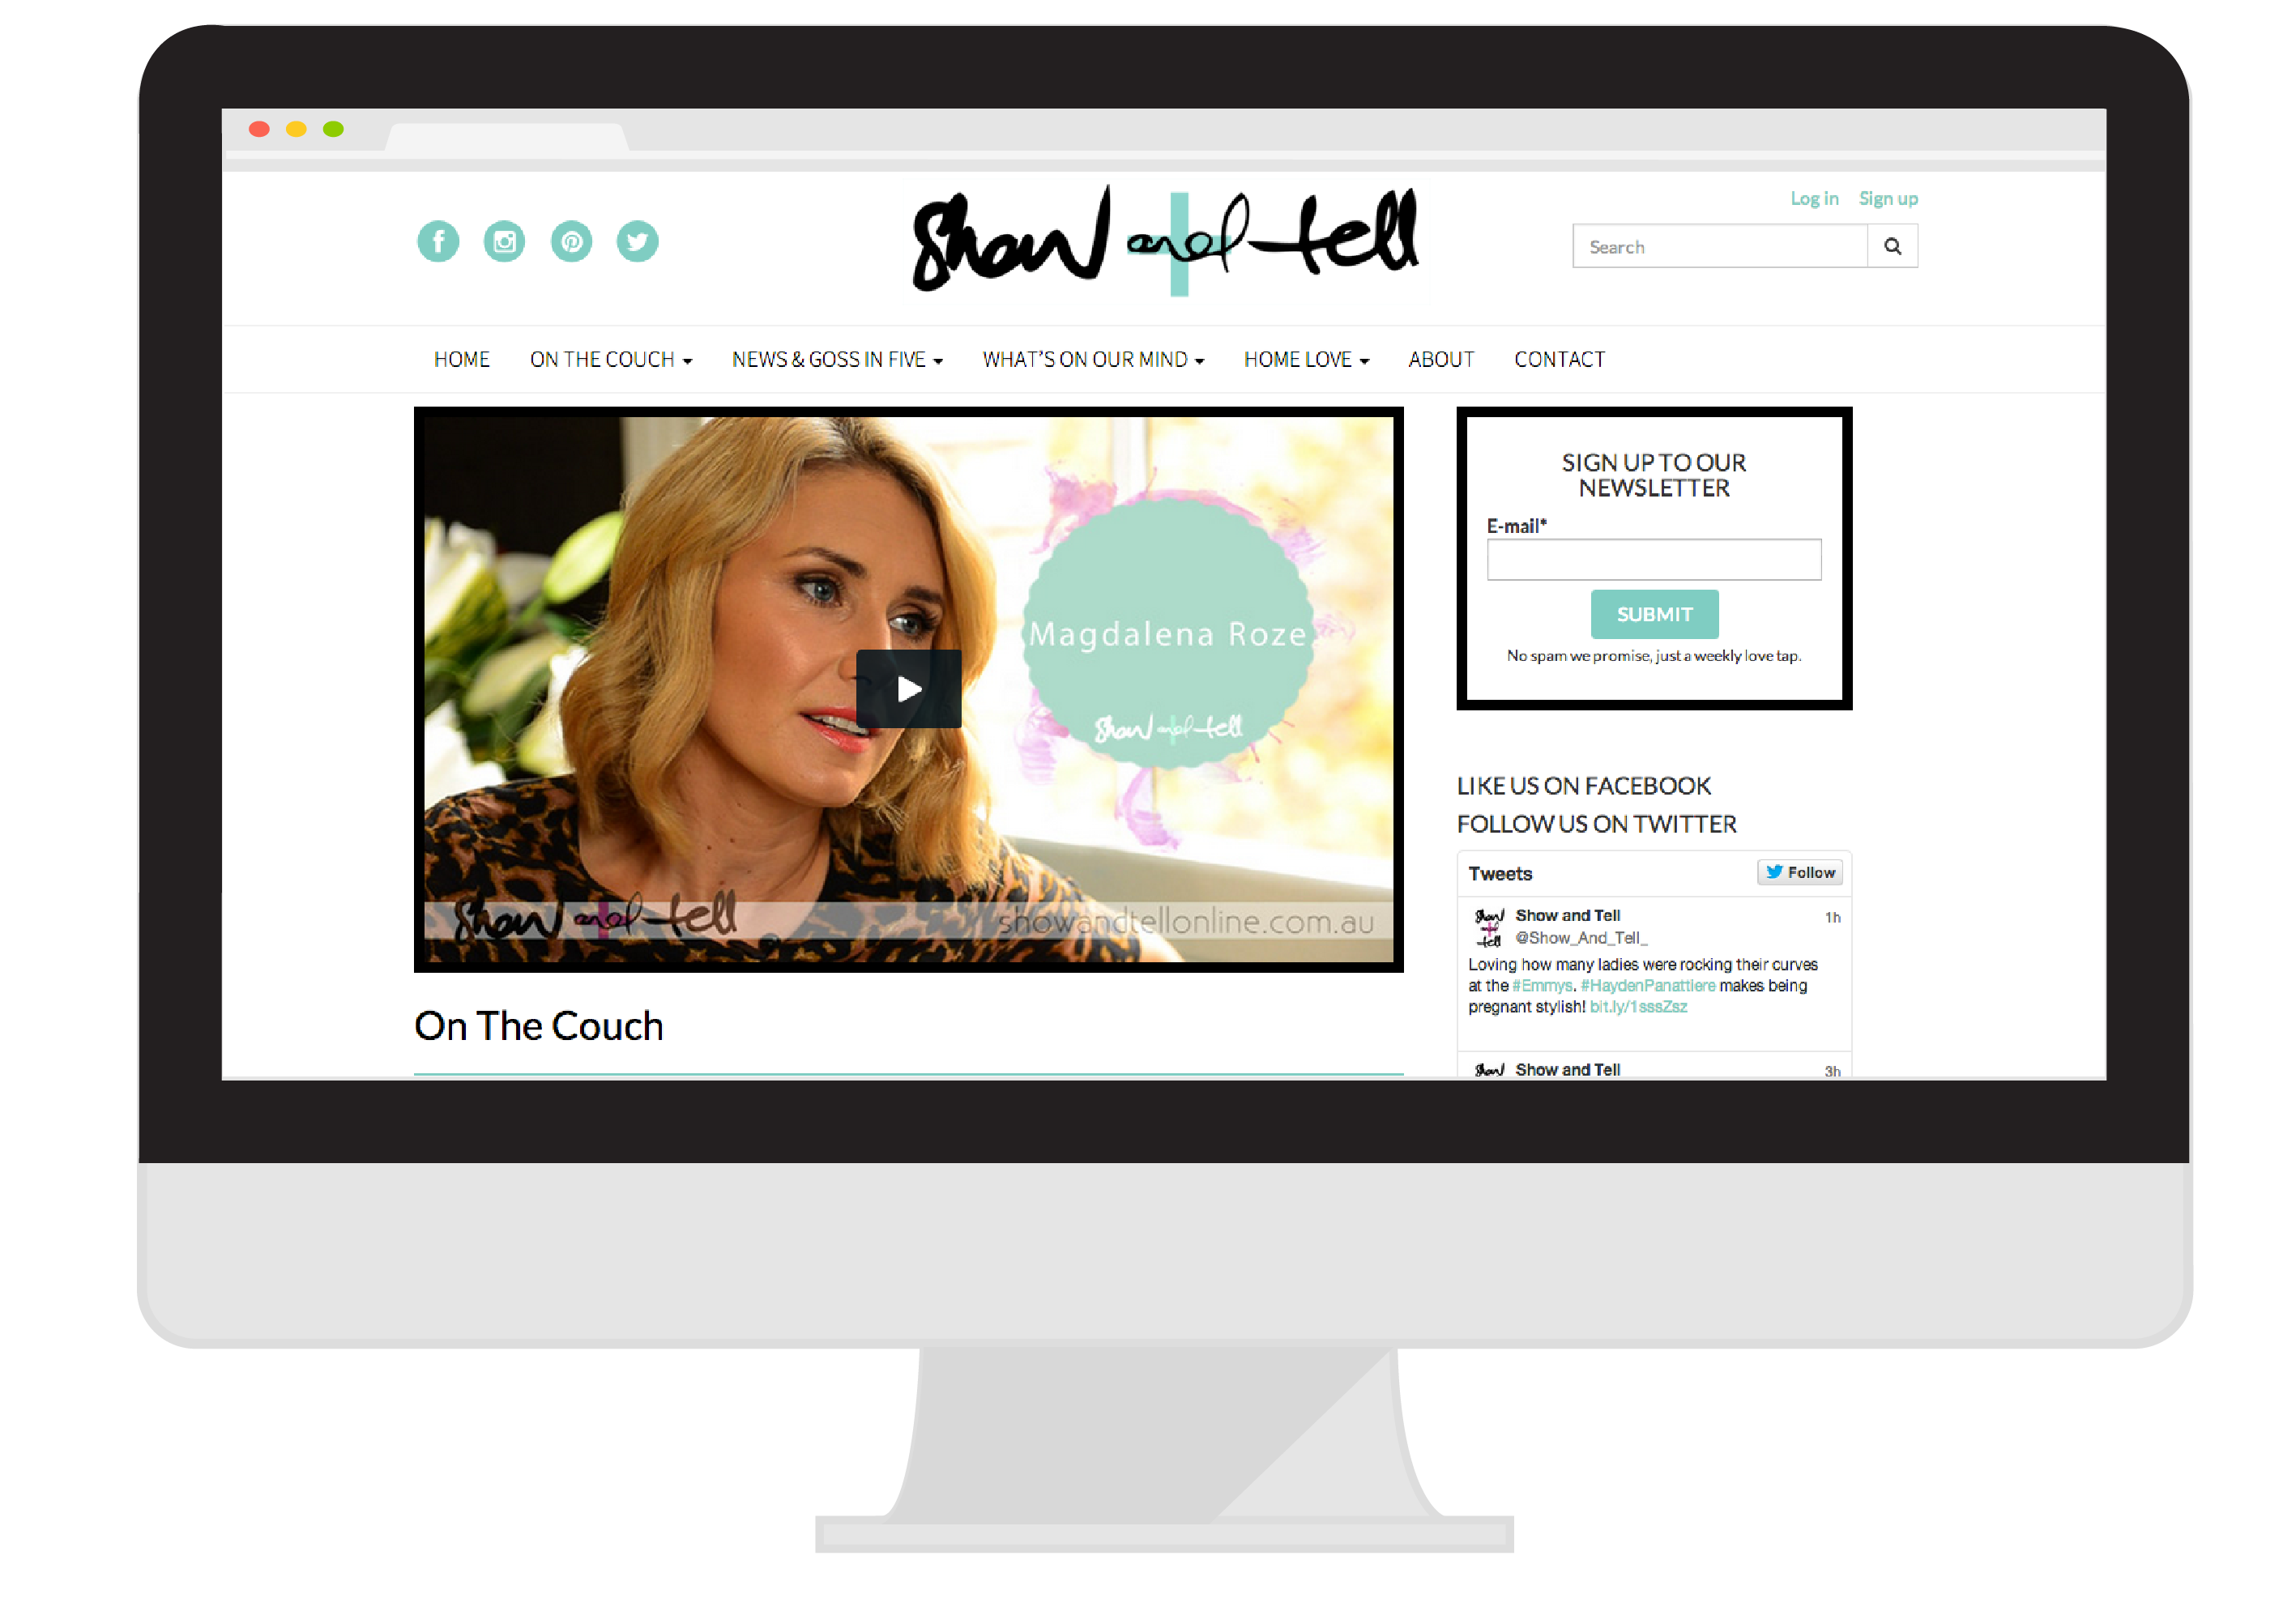 Show and tell
Log in Sign up
Search
HOME ON THE COUCH NEWS & GOSS IN FIVE WHAT'S ON OUR MIND HOME LOVE ABOUT CONTACT
Magdalena Roze
Show and tell
Show and tell
showandtellonline.com.au
On The Couch
SIGN UP TO OUR
NEWSLETTER
E-mail*
SUBMIT
No spam we promise, just a weekly love tap.
LIKE US ON FACEBOOK
FOLLOW US ON TWITTER
Tweets Follow
Show and tell
Show and Tell 1h
@Show_And_Tell_
Loving how many ladies were rocking their curves
at the #Emmys. #HaydenPanattiere makes being
pregnant stylish! bit.ly/1sssZsz
Show
Show and Tell 3h